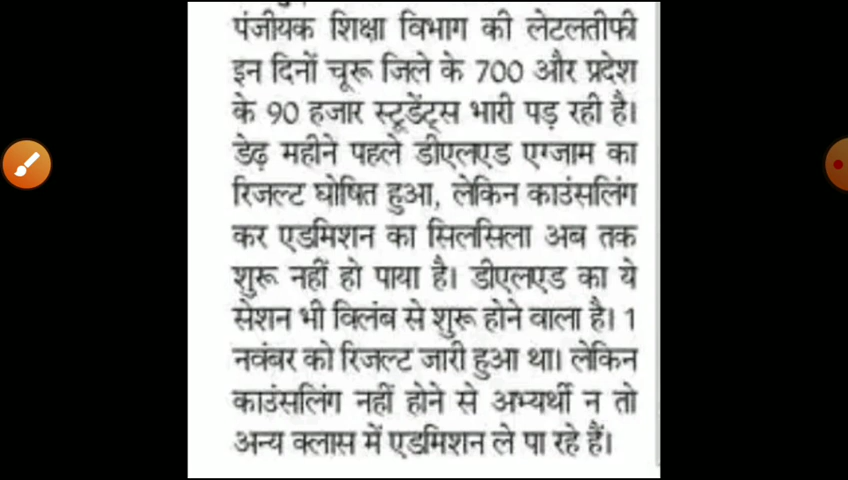 पंजीयक शिक्षा विभाग की लेटलतीफी
इन दिनों चूरू जिले के 700 और प्रदेश
के 90 हजार स्टूडेंट्स भारी पड़ रही है।
डेढ़ महीने पहले डीएलएड एग्जाम का
रिजल्ट घोषित हुआ, लेकिन काउंसलिंग
कर एडमिशन का सिलसिला अब तक
शुरू नहीं हो पाया है। डीएलएड का ये
सेशन भी विलंब से शुरू होने वाला है। 1
नवंबर को रिजल्ट जारी हुआ था। लेकिन
काउंसलिंग नहीं होने से अभ्यर्थी न तो
अन्य क्लास में एडमिशन ले पा रहे हैं।